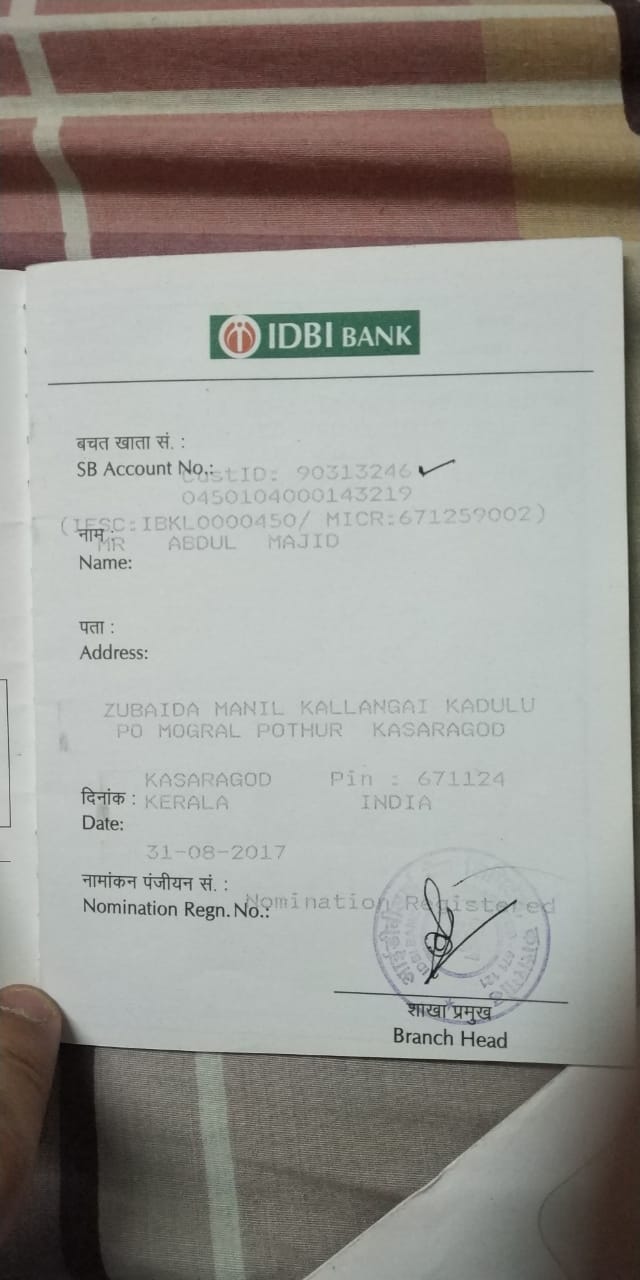 IDBI BANK
बचत खाता सं. :
SB Account No.: CustID: 90313246
0450104000143219
(IFSC:IBKL0000450/ MICR:671259002)
नाम :
MR ABDUL MAJID
Name:
पता :
Address:
ZUBAIDA MANIL KALLANGAI KADULU
PO MOGRAL POTHUR KASARAGOD
KASARAGOD Pin : 671124
दिनांक : KERALA INDIA
Date:
31-08-2017
नामांकन पंजीयन सं. :
Nomination Regn. No.: Nomination Registered
शाखा प्रमुख
Branch Head